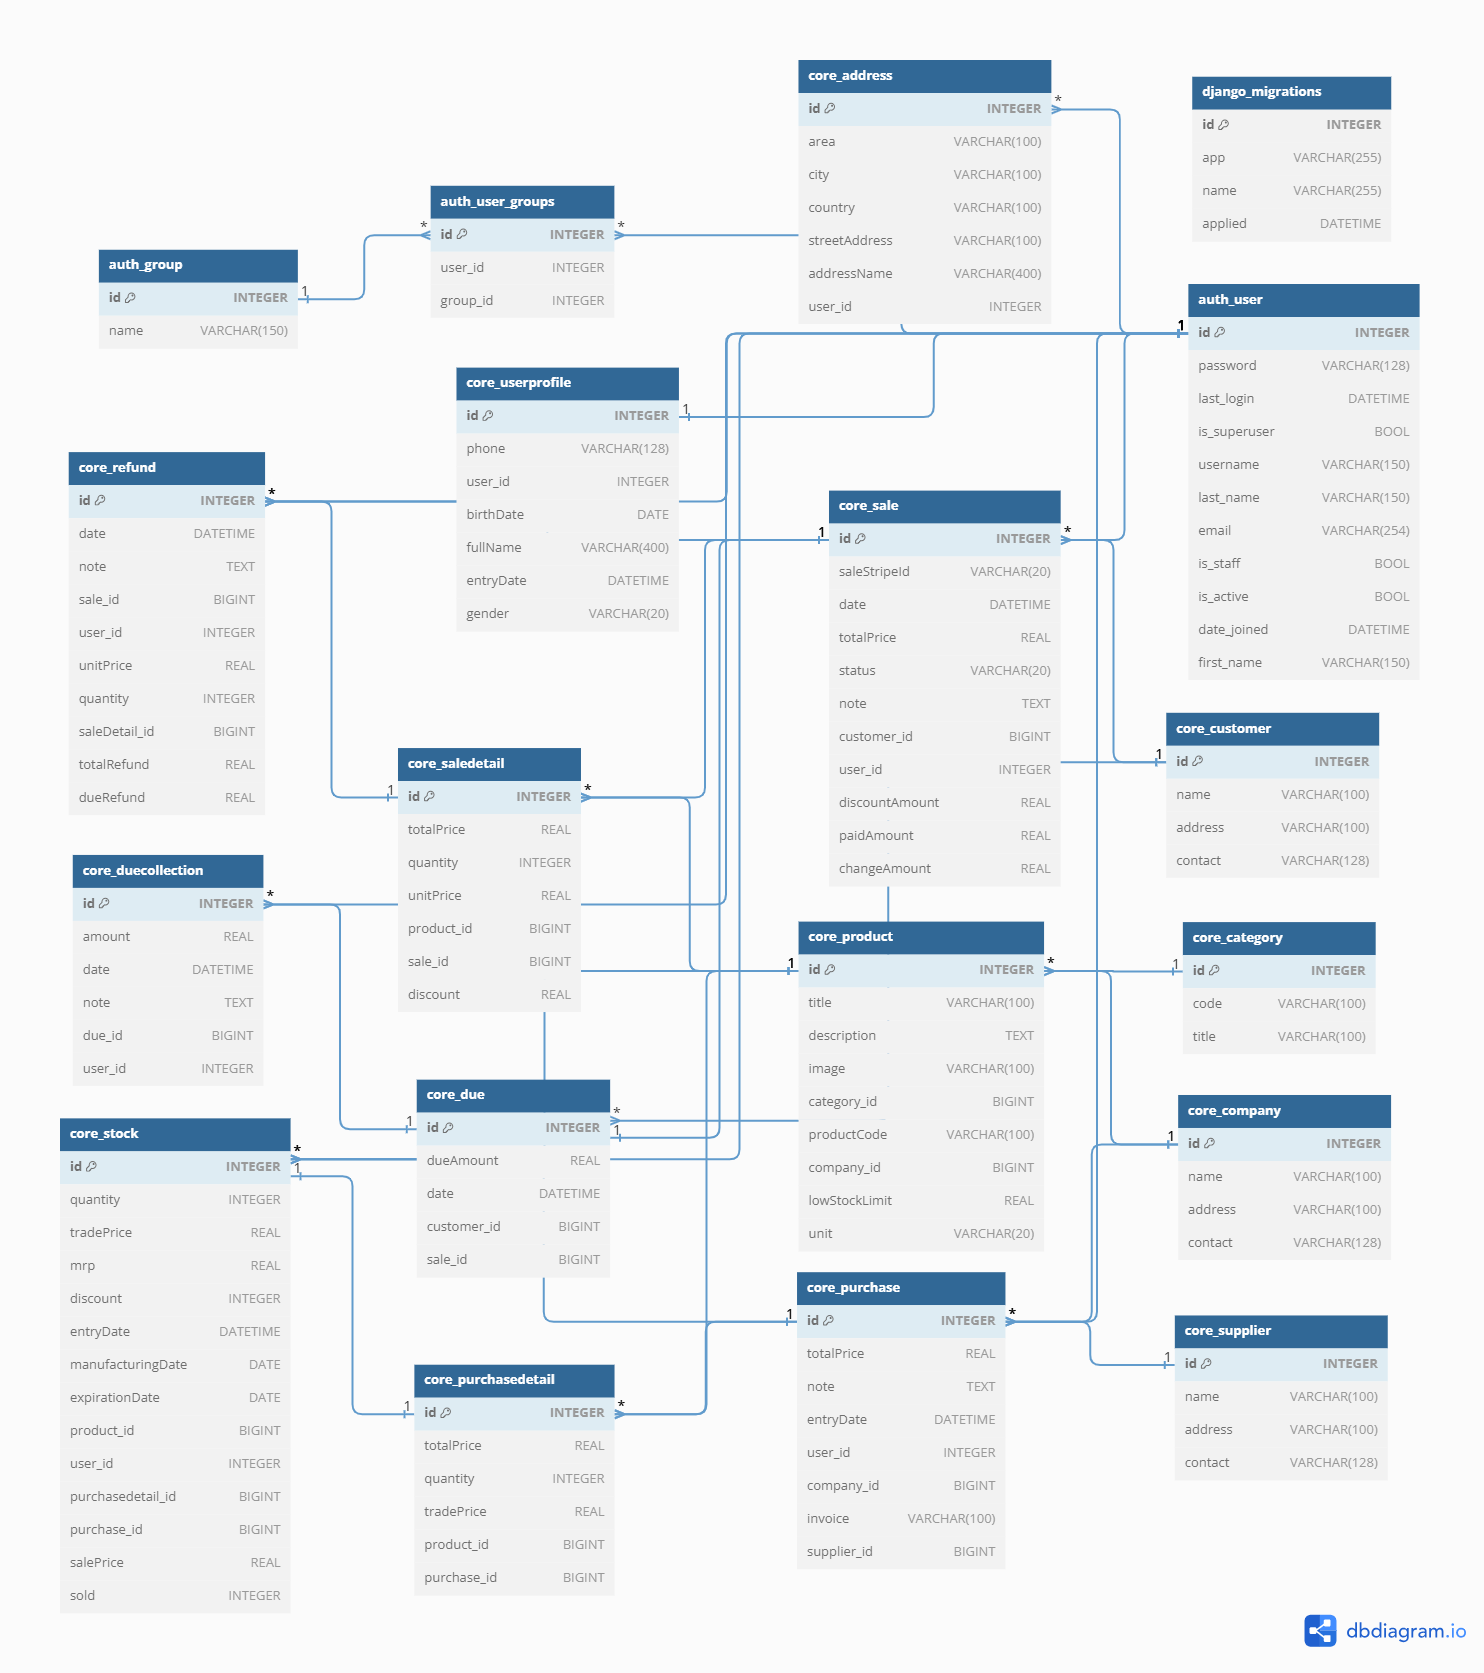 core_address
id INTEGER
area VARCHAR(100)
city VARCHAR(100)
country VARCHAR(100)
streetAddress VARCHAR(100)
addressName VARCHAR(400)
user_id INTEGER
*
django_migrations
id INTEGER
app VARCHAR(255)
name VARCHAR(255)
applied DATETIME
auth_user_groups
* id INTEGER *
user_id INTEGER
group_id INTEGER
auth_group
id INTEGER 1
name VARCHAR(150)
auth_user
1 id INTEGER
password VARCHAR(128)
last_login DATETIME
is_superuser BOOL
username VARCHAR(150)
last_name VARCHAR(150)
email VARCHAR(254)
is_staff BOOL
is_active BOOL
date_joined DATETIME
first_name VARCHAR(150)
core_userprofile
id INTEGER 1
phone VARCHAR(128)
user_id INTEGER
birthDate DATE
fullName VARCHAR(400)
entryDate DATETIME
gender VARCHAR(20)
core_refund
id INTEGER *
date DATETIME
note TEXT
sale_id BIGINT
user_id INTEGER
unitPrice REAL
quantity INTEGER
saleDetail_id BIGINT
totalRefund REAL
dueRefund REAL
core_sale
1 id INTEGER *
saleStripeId VARCHAR(20)
date DATETIME
totalPrice REAL
status VARCHAR(20)
note TEXT
customer_id BIGINT
user_id INTEGER
discountAmount REAL
paidAmount REAL
changeAmount REAL
core_customer
1 id INTEGER
name VARCHAR(100)
address VARCHAR(100)
contact VARCHAR(128)
core_saledetail
1 id INTEGER *
totalPrice REAL
quantity INTEGER
unitPrice REAL
product_id BIGINT
sale_id BIGINT
discount REAL
core_duecollection
id INTEGER *
amount REAL
date DATETIME
note TEXT
due_id BIGINT
user_id INTEGER
core_product
1 id INTEGER *
title VARCHAR(100)
description TEXT
image VARCHAR(100)
category_id BIGINT
productCode VARCHAR(100)
company_id BIGINT
lowStockLimit REAL
unit VARCHAR(20)
core_category
1 id INTEGER
code VARCHAR(100)
title VARCHAR(100)
core_due
1 id INTEGER * 1
dueAmount REAL
date DATETIME
customer_id BIGINT
sale_id BIGINT
core_company
1 id INTEGER
name VARCHAR(100)
address VARCHAR(100)
contact VARCHAR(128)
core_stock
id INTEGER * 1
quantity INTEGER
tradePrice REAL
mrp REAL
discount INTEGER
entryDate DATETIME
manufacturingDate DATE
expirationDate DATE
product_id BIGINT
user_id INTEGER
purchasedetail_id BIGINT
purchase_id BIGINT
salePrice REAL
sold INTEGER
core_purchase
1 id INTEGER *
totalPrice REAL
note TEXT
entryDate DATETIME
user_id INTEGER
company_id BIGINT
invoice VARCHAR(100)
supplier_id BIGINT
core_supplier
1 id INTEGER
name VARCHAR(100)
address VARCHAR(100)
contact VARCHAR(128)
core_purchasedetail
1 id INTEGER *
totalPrice REAL
quantity INTEGER
tradePrice REAL
product_id BIGINT
purchase_id BIGINT
dbdiagram.io